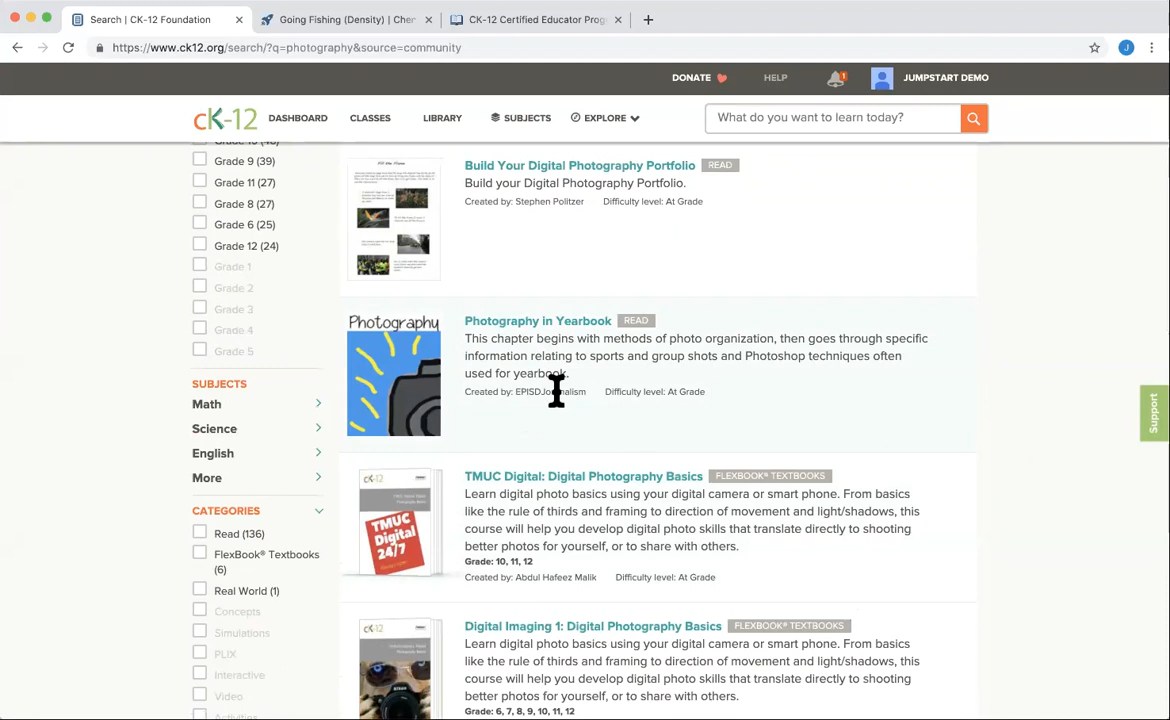 Search | CK-12 Foundation
Going Fishing (Density) | Cher
CK-12 Certified Educator Prog
https://www.ck12.org/search/?q=photography&source=community
J
DONATE
HELP
1
JUMPSTART DEMO
cK-12
DASHBOARD
CLASSES
LIBRARY
SUBJECTS
EXPLORE
What do you want to learn today?
Grade 9 (39)
Grade 11 (27)
Grade 8 (27)
Grade 6 (25)
Grade 12 (24)
Grade 1
Grade 2
Grade 3
Grade 4
Grade 5
SUBJECTS
Math
Science
English
More
CATEGORIES
Read (136)
FlexBook® Textbooks
(6)
Real World (1)
Concepts
Simulations
PLIX
Interactive
Video
Build Your Digital Photography Portfolio READ
Build your Digital Photography Portfolio.
Created by: Stephen Politzer Difficulty level: At Grade
Photography
Photography in Yearbook READ
This chapter begins with methods of photo organization, then goes through specific
information relating to sports and group shots and Photoshop techniques often
used for yearbook.
Created by: EPISDJournalism Difficulty level: At Grade
cK-12
TMUC
Digital
24/7
TMUC Digital: Digital Photography Basics FLEXBOOK® TEXTBOOKS
Learn digital photo basics using your digital camera or smart phone. From basics
like the rule of thirds and framing to direction of movement and light/shadows, this
course will help you develop digital photo skills that translate directly to shooting
better photos for yourself, or to share with others.
Grade: 10, 11, 12
Created by: Abdul Hafeez Malik Difficulty level: At Grade
cK-12
Digital Imaging 1: Digital Photography Basics FLEXBOOK® TEXTBOOKS
Learn digital photo basics using your digital camera or smart phone. From basics
like the rule of thirds and framing to direction of movement and light/shadows, this
course will help you develop digital photo skills that translate directly to shooting
better photos for yourself, or to share with others.
Grade: 6, 7, 8, 9, 10, 11, 12
Support